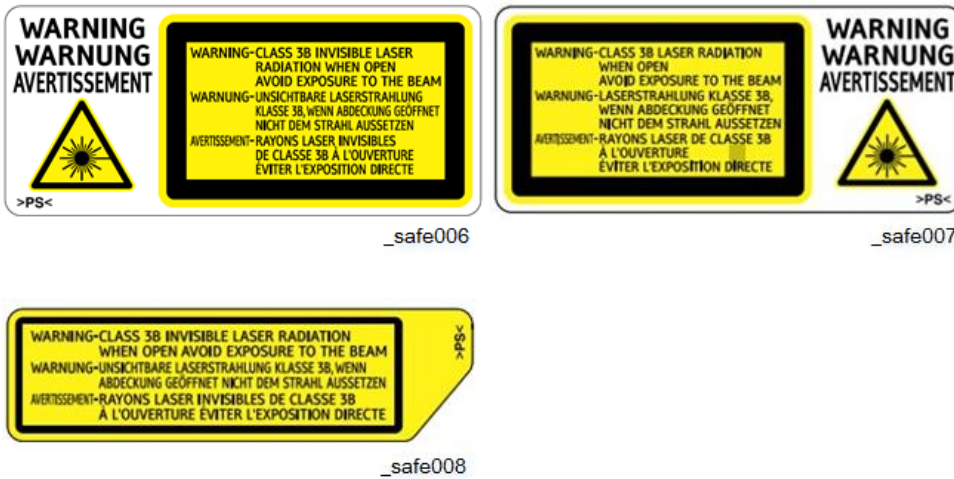 WARNING
WARNUNG
AVERTISSEMENT
>PS<
WARNING-CLASS 3B INVISIBLE LASER
RADIATION WHEN OPEN
AVOID EXPOSURE TO THE BEAM
WARNUNG-UNSICHTBARE LASERSTRAHLUNG
KLASSE 3B, WENN ABDECKUNG GEÖFFNET
NICHT DEM STRAHL AUSSETZEN
AVERTISSEMENT-RAYONS LASER INVISIBLES
DE CLASSE 3B À L'OUVERTURE
ÉVITER L'EXPOSITION DIRECTE
_safe006
WARNING-CLASS 3B LASER RADIATION
WHEN OPEN
AVOID EXPOSURE TO THE BEAM
WARNUNG-LASERSTRAHLUNG KLASSE 3B,
WENN ABDECKUNG GEÖFFNET
NICHT DEM STRAHL AUSSETZEN
AVERTISSEMENT-RAYONS LASER DE CLASSE 3B
À L'OUVERTURE
ÉVITER L'EXPOSITION DIRECTE
WARNING
WARNUNG
AVERTISSEMENT
>PS<
_safe007
WARNING-CLASS 3B INVISIBLE LASER RADIATION
WHEN OPEN AVOID EXPOSURE TO THE BEAM
WARNUNG-UNSICHTBARE LASERSTRAHLUNG KLASSE 3B, WENN
ABDECKUNG GEÖFFNET NICHT DEM STRAHL AUSSETZEN
AVERTISSEMENT-RAYONS LASER INVISIBLES DE CLASSE 3B
À L'OUVERTURE ÉVITER L'EXPOSITION DIRECTE
>PS<
_safe008